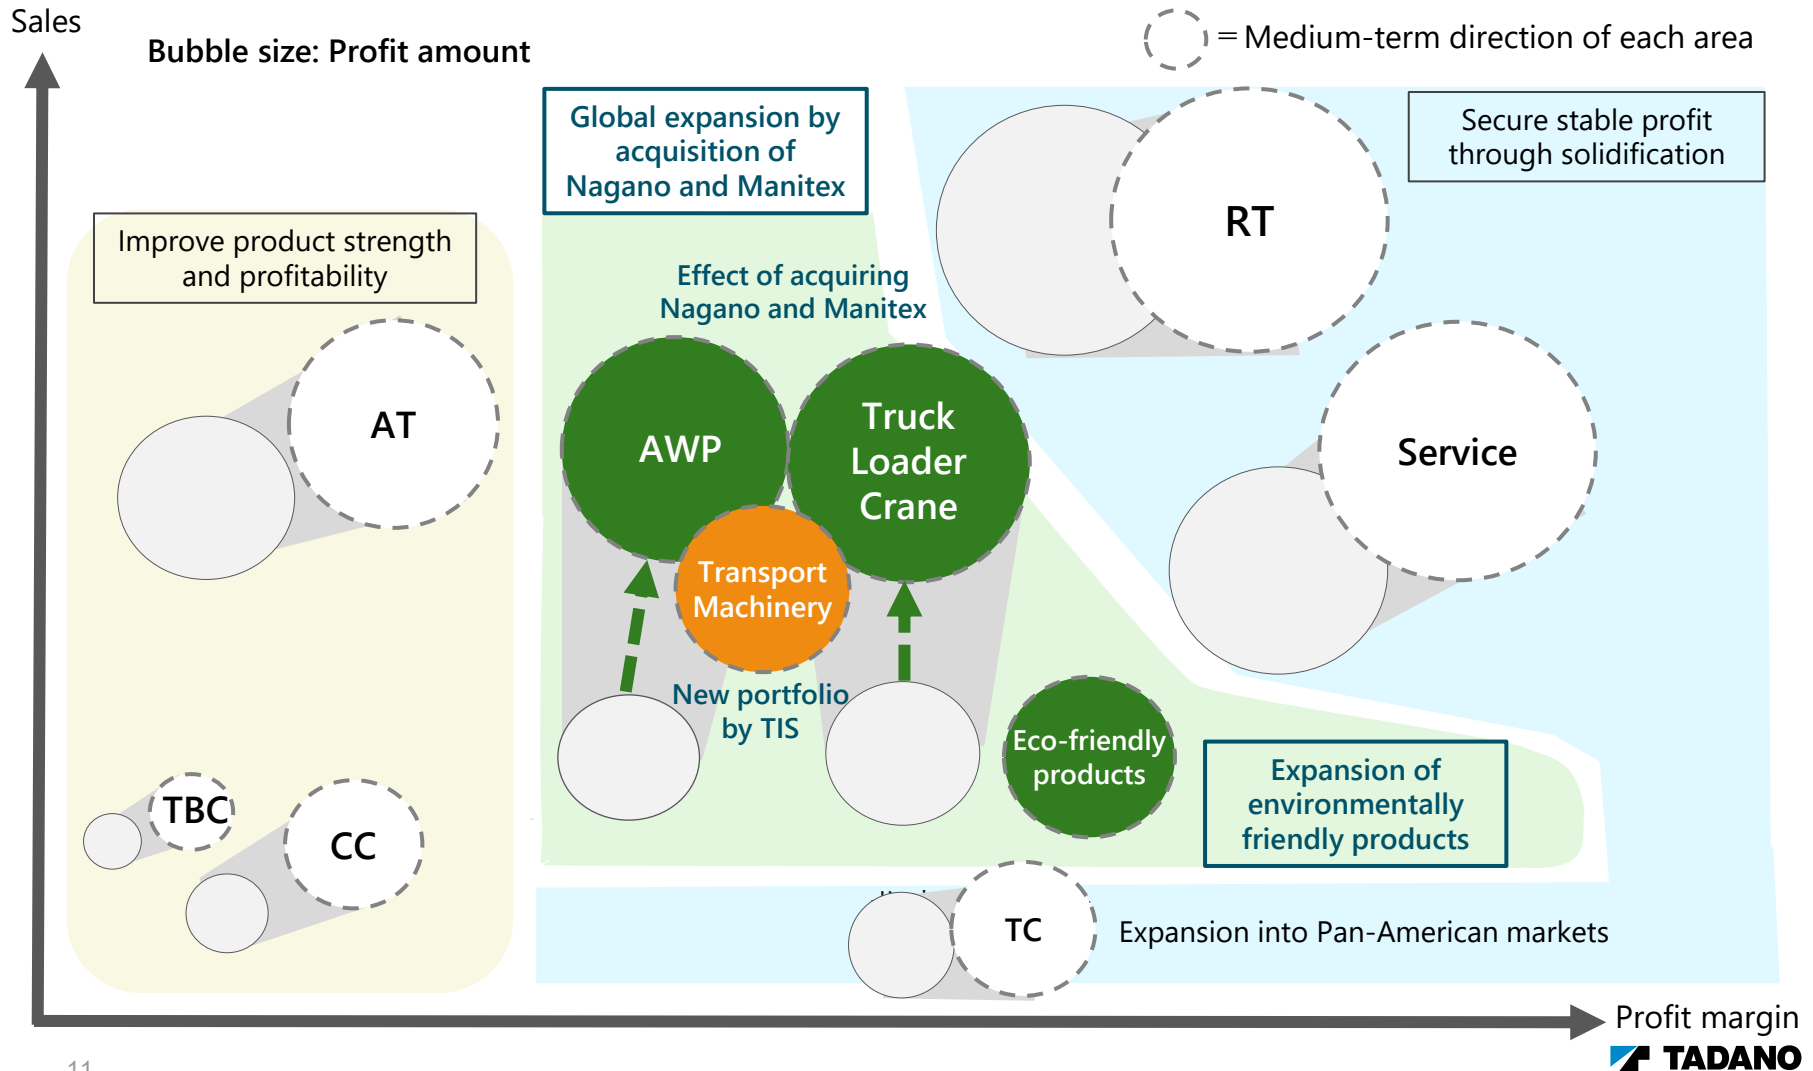 Sales
Bubble size: Profit amount
= Medium-term direction of each area
Global expansion by
acquisition of
Nagano and Manitex
Secure stable profit
through solidification
Improve product strength
and profitability
RT
Effect of acquiring
Nagano and Manitex
AT
AWP
Truck
Loader
Crane
Service
Transport
Machinery
New portfolio
by TIS
Eco-friendly
products
Expansion of
environmentally
friendly products
TBC
CC
TC
Expansion into Pan-American markets
Profit margin
TADANO
11